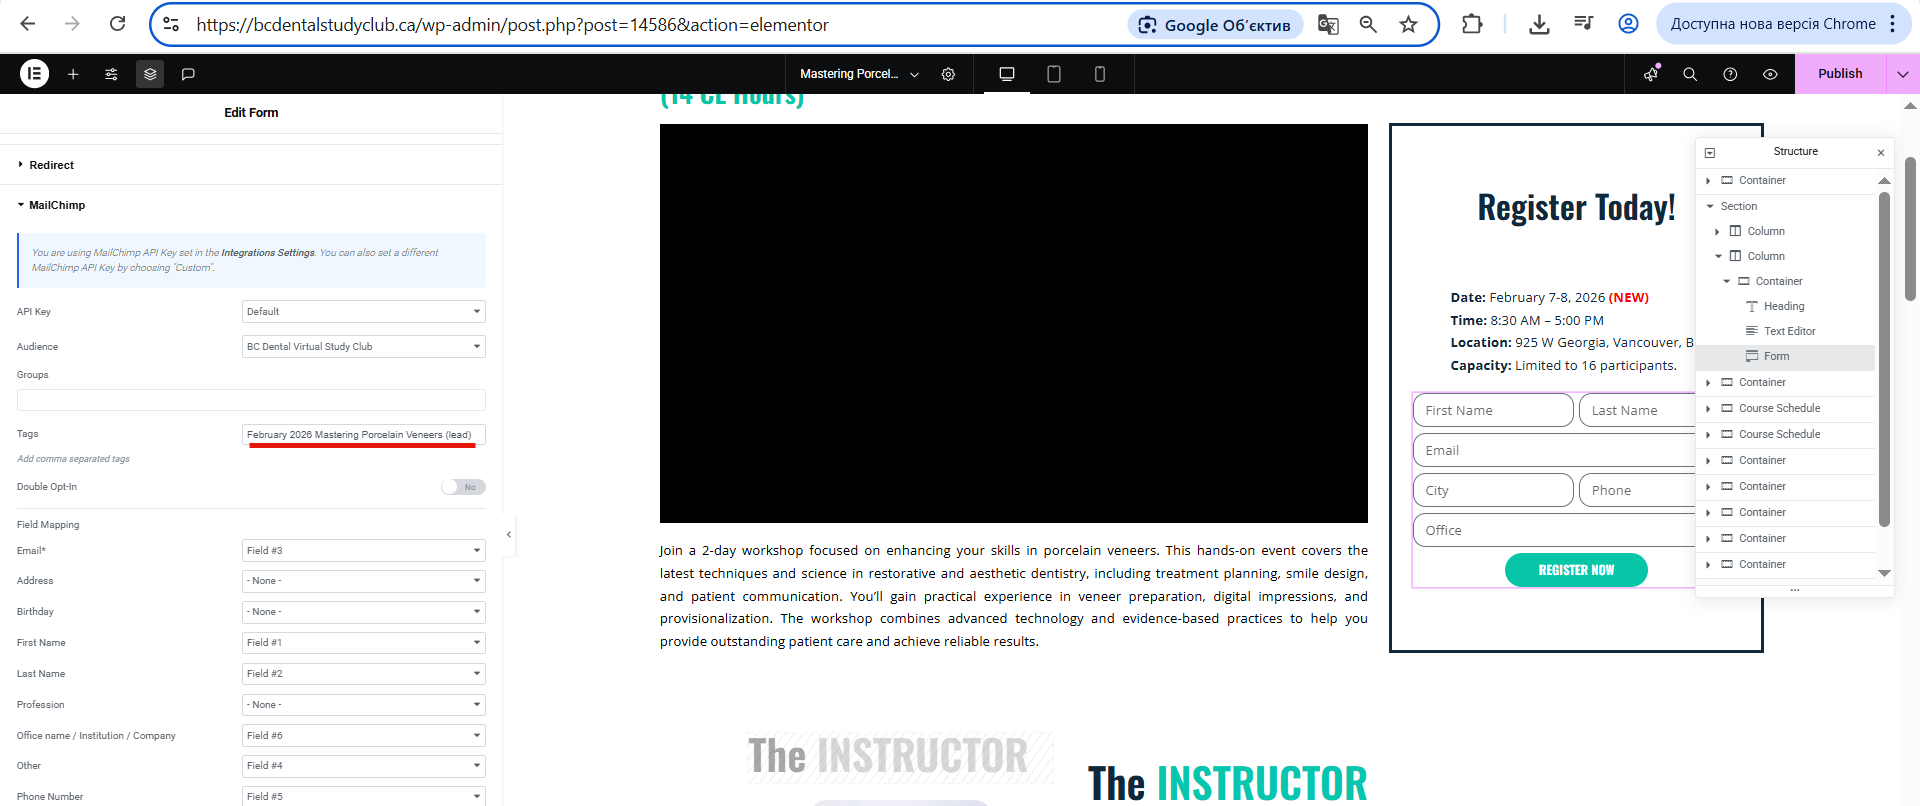 https://bcdentalstudyclub.ca/wp-admin/post.php?post=14586&action=elementor
Google Об'єктив
Доступна нова версія Chrome
Mastering Porcel...
Publish
Edit Form
Redirect
MailChimp
You are using MailChimp API Key set in the Integrations Settings. You can also set a different
MailChimp API Key by choosing "Custom".
API Key
Default
Audience
BC Dental Virtual Study Club
Groups
Tags
February 2026 Mastering Porcelain Veneers (lead)
Add comma separated tags
Double Opt-In
No
Field Mapping
Email*
Field #3
Address
- None -
Birthday
- None -
First Name
Field #1
Last Name
Field #2
Profession
- None -
Office name / Institution / Company
Field #6
Other
Field #4
Phone Number
Field #5
(14 CE Hours)
Join a 2-day workshop focused on enhancing your skills in porcelain veneers. This hands-on event covers the
latest techniques and science in restorative and aesthetic dentistry, including treatment planning, smile design,
and patient communication. You'll gain practical experience in veneer preparation, digital impressions, and
provisionalization. The workshop combines advanced technology and evidence-based practices to help you
provide outstanding patient care and achieve reliable results.
Register Today!
Date: February 7-8, 2026 (NEW)
Time: 8:30 AM – 5:00 PM
Location: 925 W Georgia, Vancouver, B
Capacity: Limited to 16 participants.
First Name
Last Name
Email
City
Phone
Office
REGISTER NOW
The INSTRUCTOR
The INSTRUCTOR
Structure
Container
Section
Column
Column
Container
Heading
Text Editor
Form
Container
Course Schedule
Course Schedule
Container
Container
Container
Container
Container